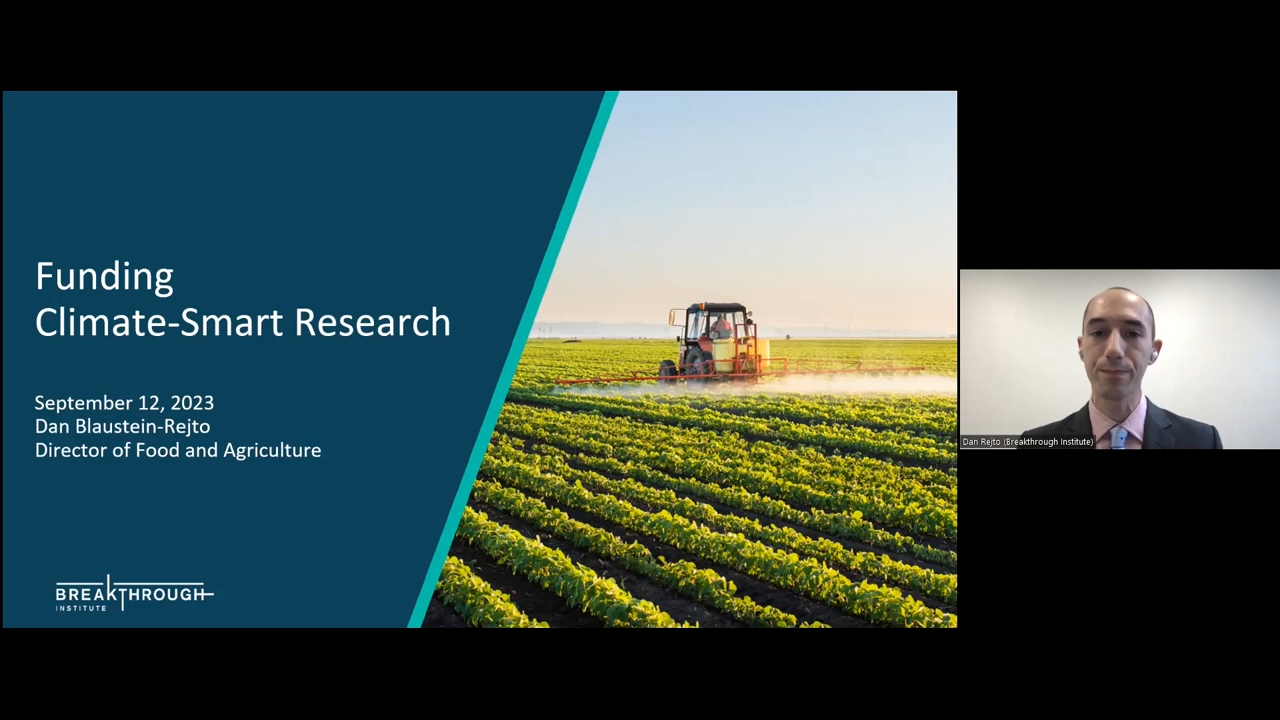 Funding
Climate-Smart Research
September 12, 2023
Dan Blaustein-Rejto
Director of Food and Agriculture
BREAKTHROUGH
INSTITUTE
Dan Rejto (Breakthrough Institute)